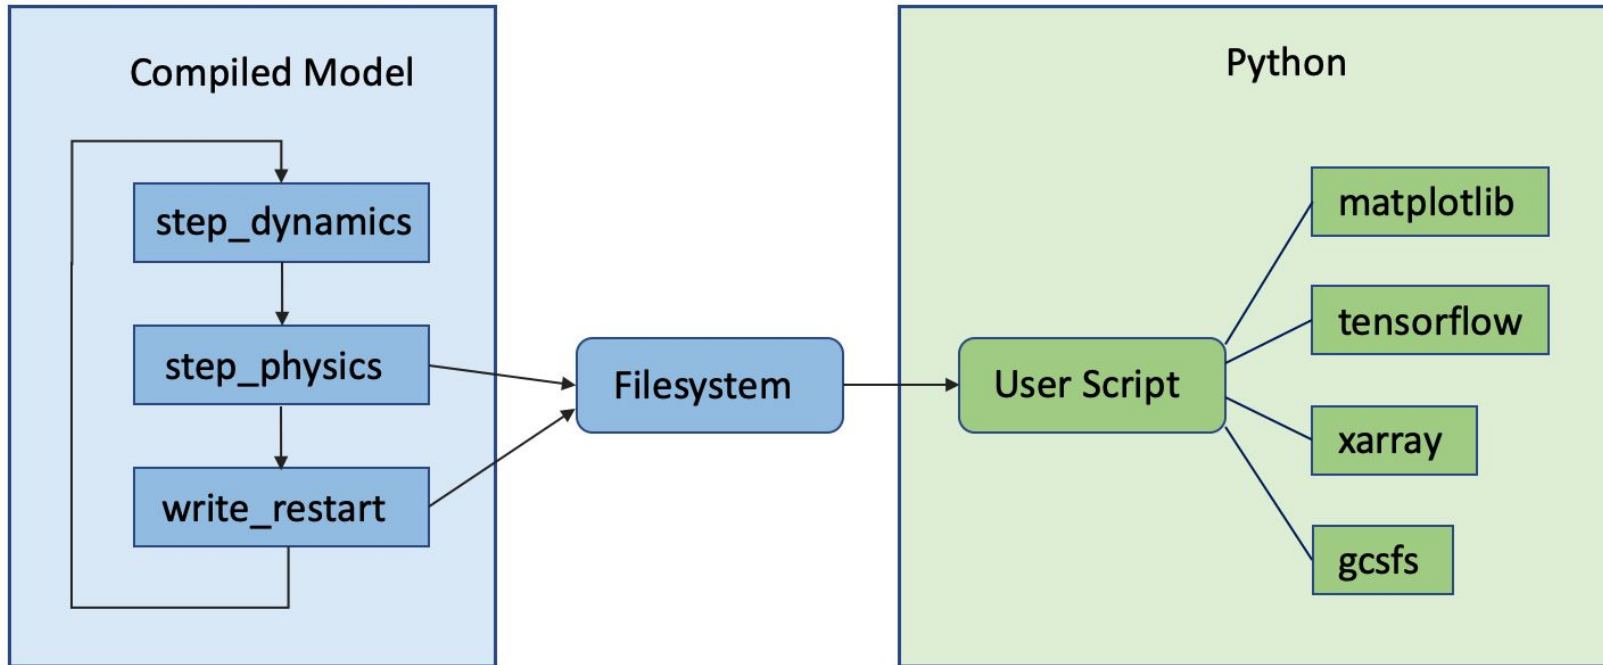 Compiled Model
step_dynamics
step_physics
write_restart
Filesystem
Python
User Script
matplotlib
tensorflow
xarray
gcsfs